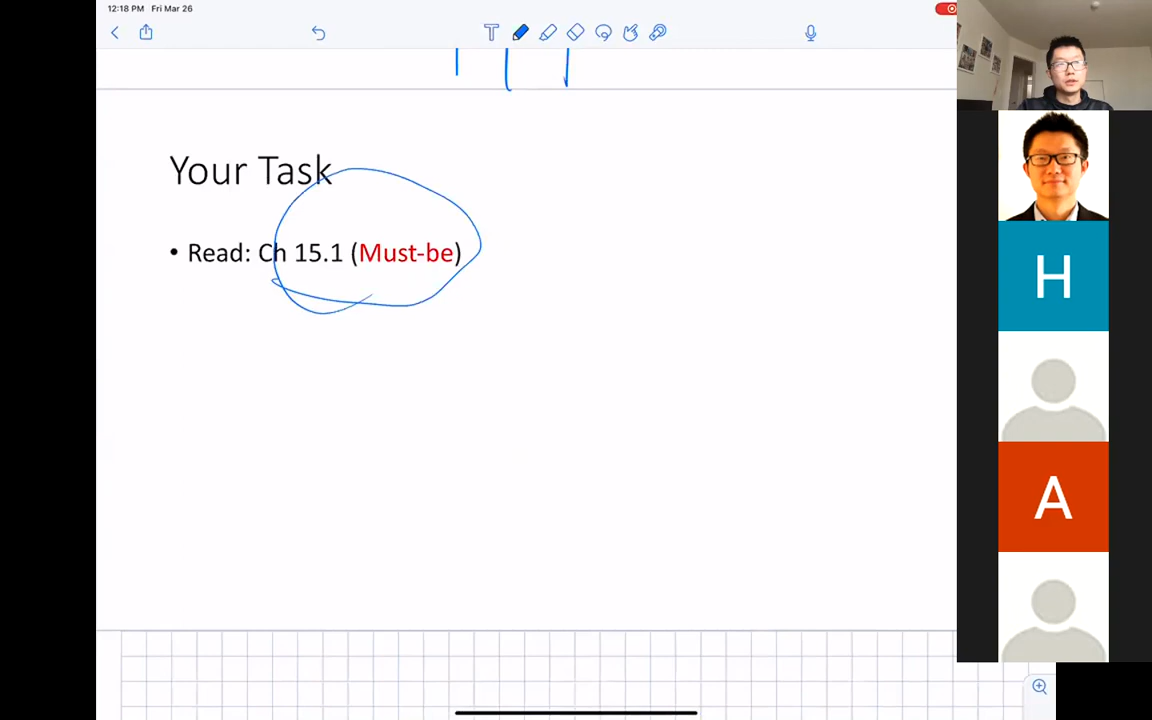 12:18 PM Fri Mar 26
T
Your Task
• Read: Ch 15.1 (Must-be)
H
A